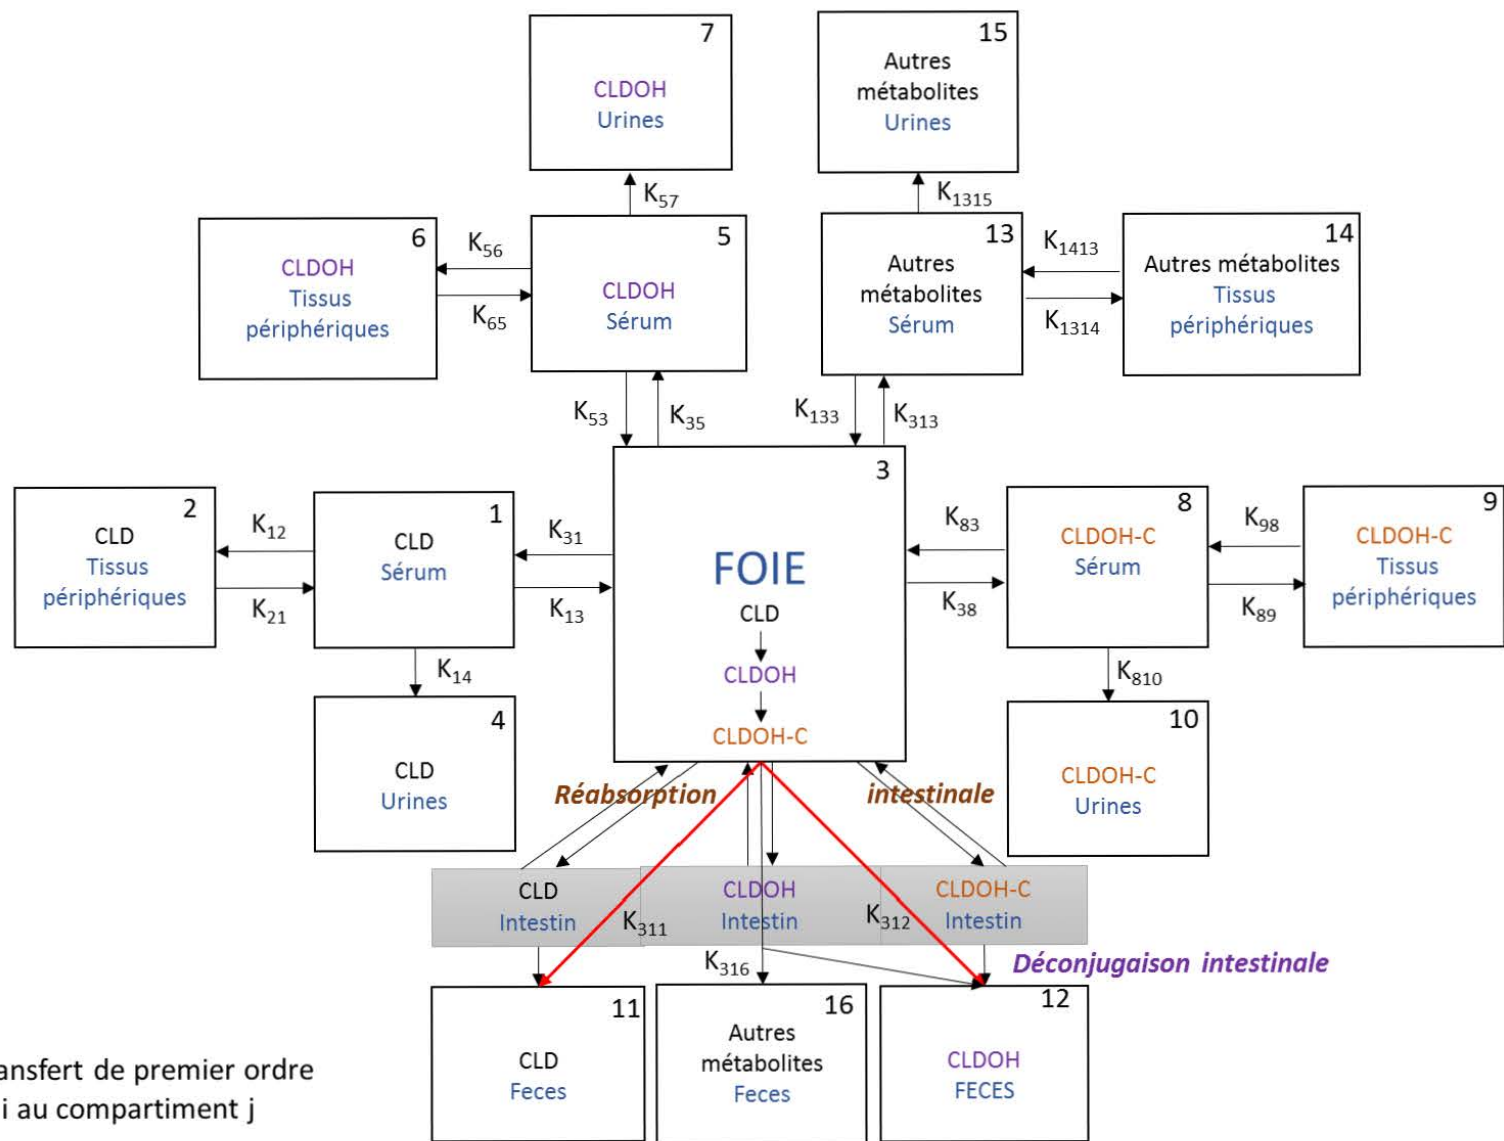 7
CLDOH
Urines
15
Autres
métabolites
Urines
K57
K1315
6
CLDOH
Tissus
périphériques
K56
K65
5
CLDOH
Sérum
13
Autres
métabolites
Sérum
K1413
K1314
14
Autres métabolites
Tissus
périphériques
K53
K35
K133
K313
2
CLD
Tissus
périphériques
K12
K21
1
CLD
Sérum
K31
K13
3
FOIE
CLD
CLDOH
CLDOH-C
K83
K38
8
CLDOH-C
Sérum
K98
K89
9
CLDOH-C
Tissus
périphériques
K14
K810
4
CLD
Urines
10
CLDOH-C
Urines
Réabsorption intestinale
CLD
Intestin
CLDOH
Intestin
CLDOH-C
Intestin
K311
K312
K316
Déconjugaison intestinale
11
CLD
Feces
16
Autres
métabolites
Feces
12
CLDOH
FECES
ansfert de premier ordre
i au compartiment j